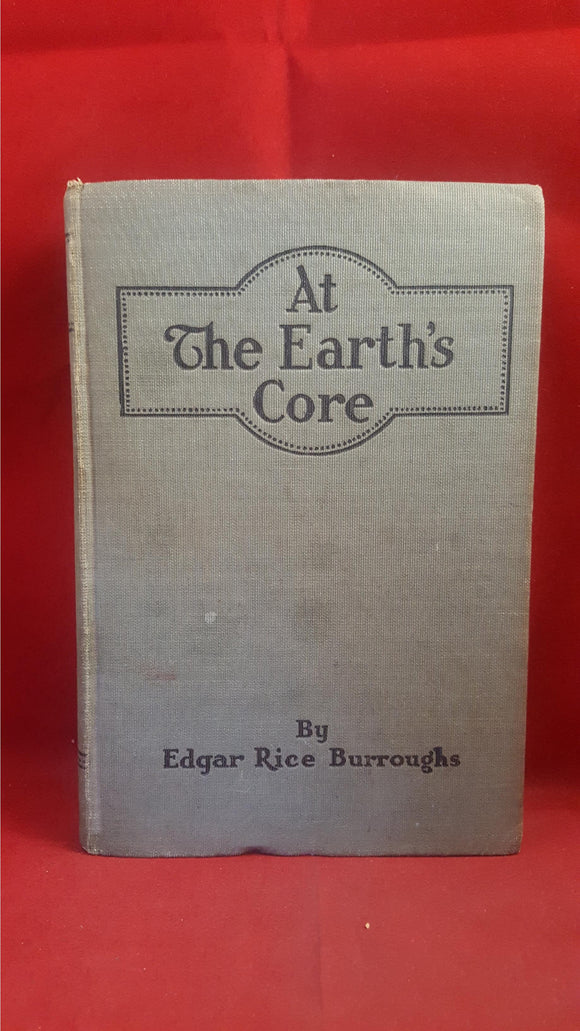 At
The Earth's
Core
By
Edgar Rice Burroughs